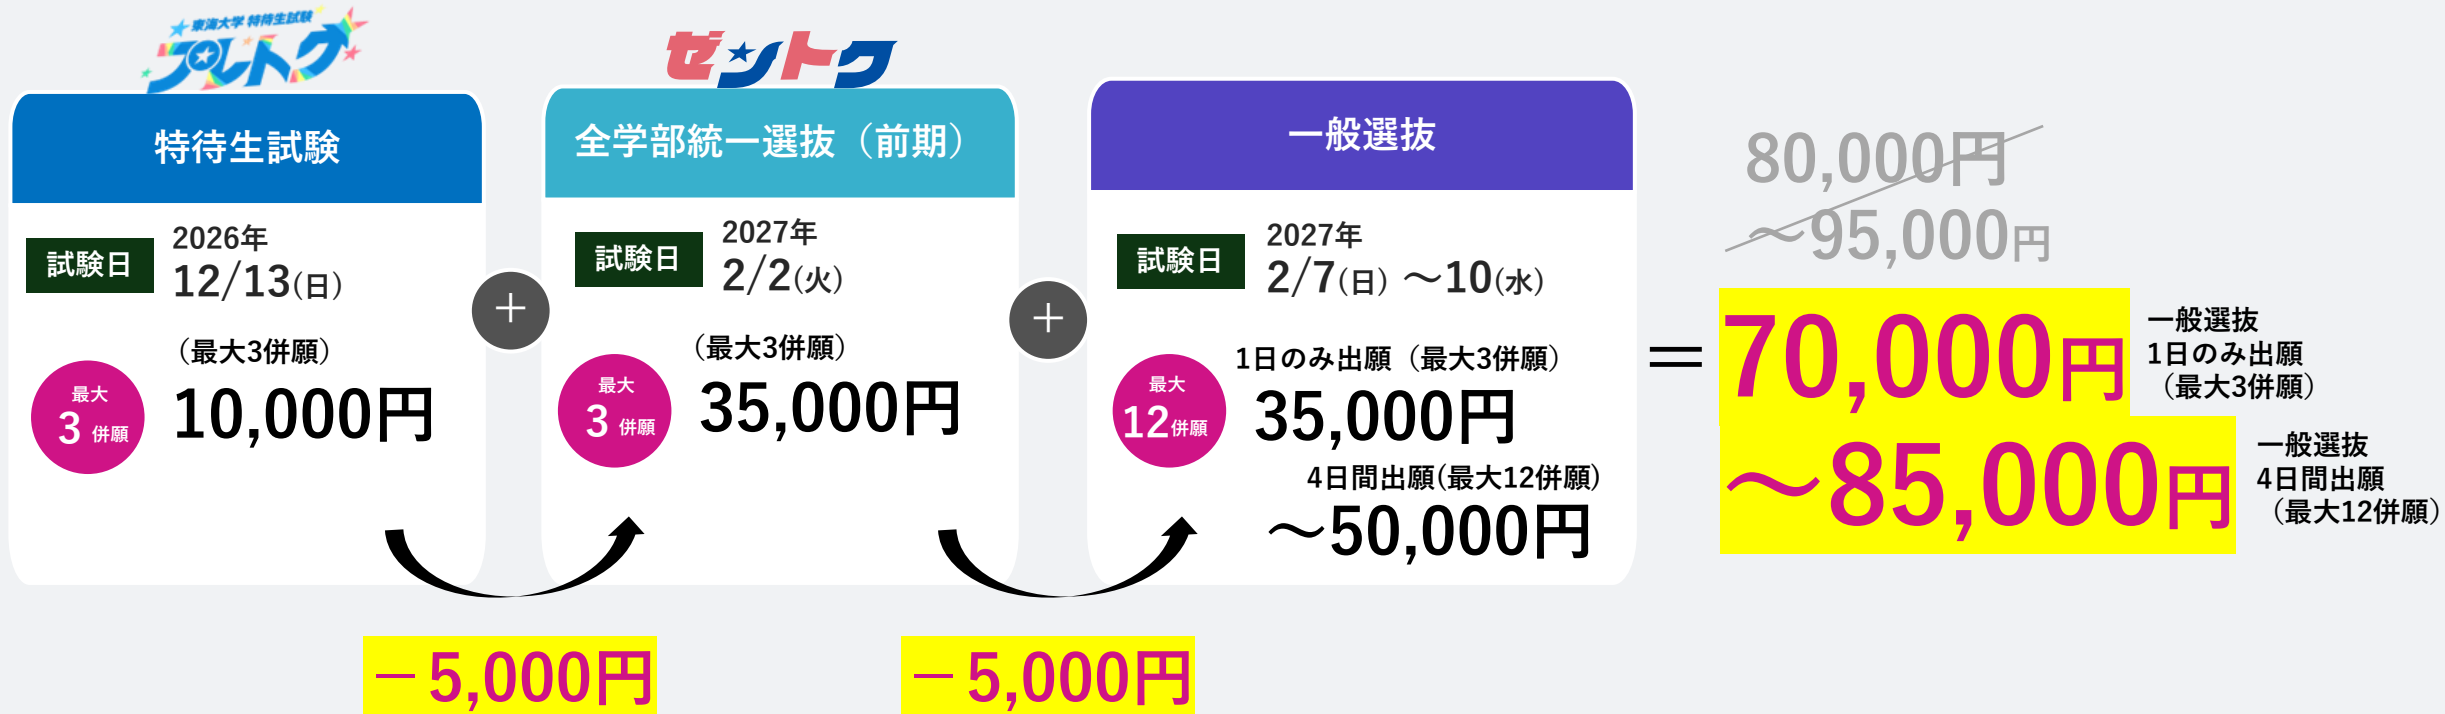 東海大学 特待生試験
プレトク
特待生試験
試験日
2026年
12/13(日)
(最大3併願)
最大
3 併願
10,000円
+
ゼントク
全学部統一選抜（前期）
試験日
2027年
2/2(火)
(最大3併願)
最大
3 併願
35,000円
+
一般選抜
試験日
2027年
2/7(日) ～10(水)
1日のみ出願（最大3併願）
最大
12併願
35,000円
4日間出願(最大12併願)
～50,000円
－5,000円
－5,000円
＝
80,000円
～95,000円
70,000円
一般選抜
1日のみ出願
（最大3併願）
～85,000円
一般選抜
4日間出願
（最大12併願）